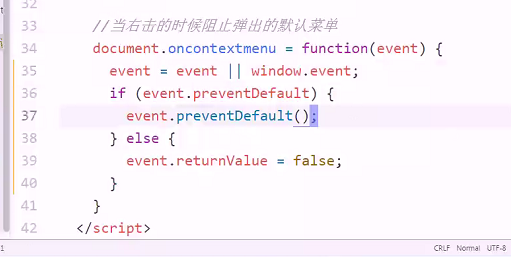 32
33 //当右击的时候阻止弹出的默认菜单
34 document.oncontextmenu = function(event) {
35 event = event || window.event;
36 if (event.preventDefault) {
37 event.preventDefault();
38 } else {
39 event.returnValue = false;
40 }
41 }
42 </script>
1 CRLF Normal UTF-8